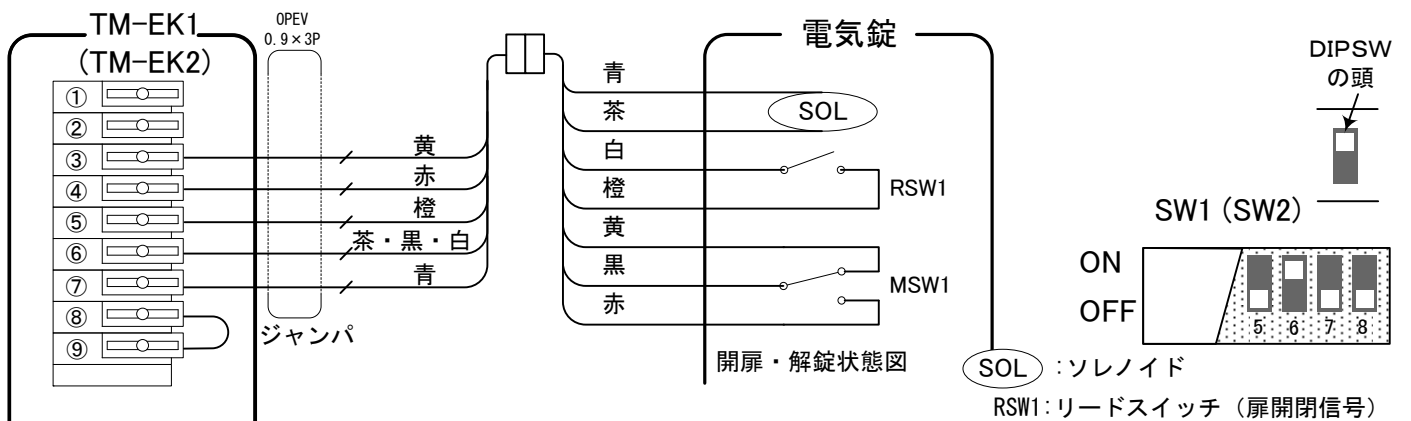 TM-EK1
(TM-EK2)
OPEV
0.9×3P
①
②
③
④
⑤
⑥
⑦
⑧
⑨
黄
赤
橙
茶・黒・白
青
ジャンパ
電気錠
青
茶
白
橙
黄
黒
赤
SOL
RSW1
MSW1
開扉・解錠状態図
DIPSW
の頭
SW1(SW2)
ON
OFF
5 6 7 8
SOL:ソレノイド
RSW1:リードスイッチ(扉開閉信号)